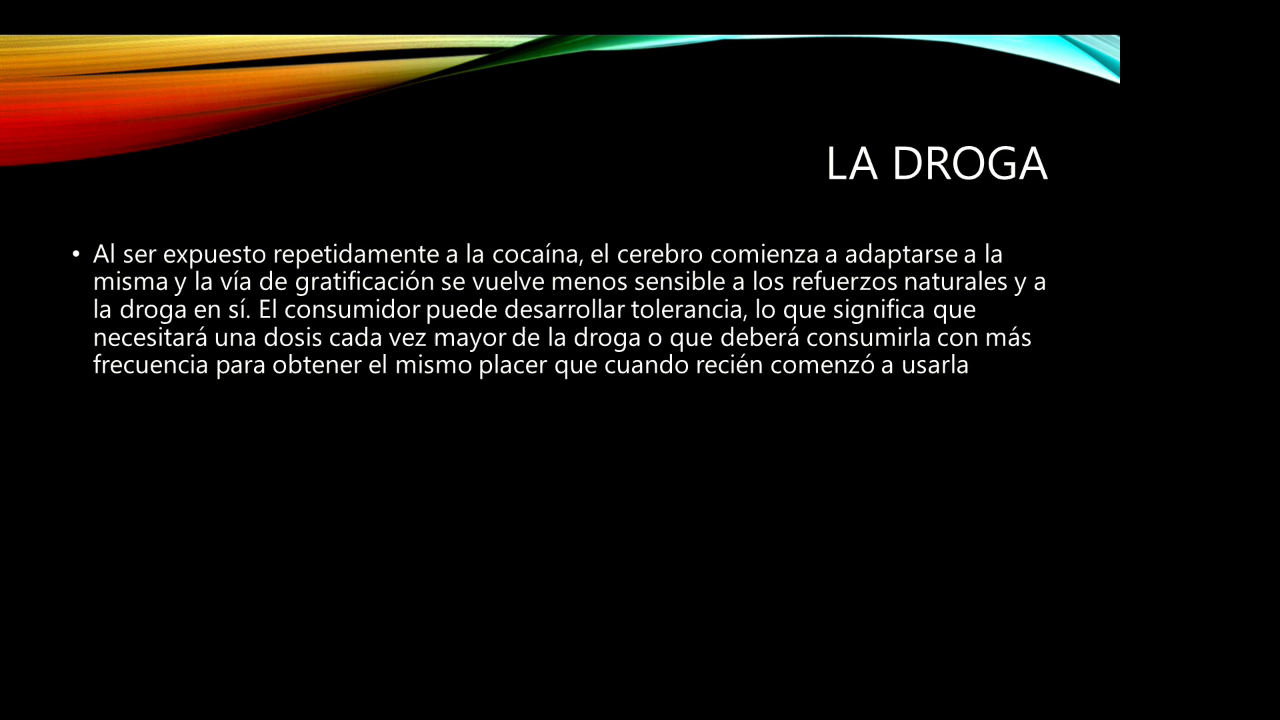 LA DROGA
• Al ser expuesto repetidamente a la cocaína, el cerebro comienza a adaptarse a la
misma y la vía de gratificación se vuelve menos sensible a los refuerzos naturales y a
la droga en sí. El consumidor puede desarrollar tolerancia, lo que significa que
necesitará una dosis cada vez mayor de la droga o que deberá consumirla con más
frecuencia para obtener el mismo placer que cuando recién comenzó a usarla